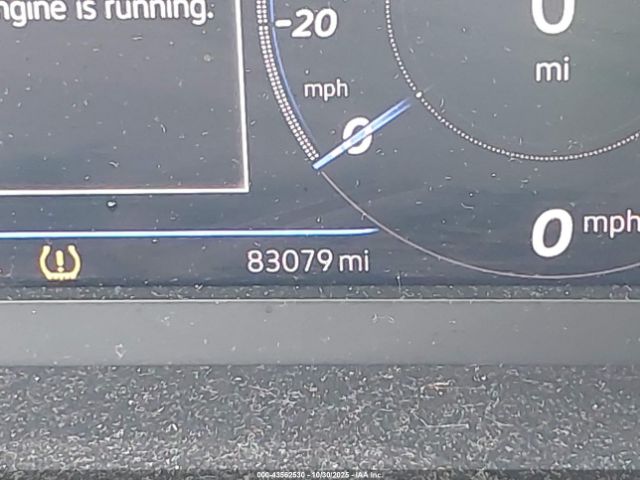 ngine is running.
-20
0
mi
mph
0
0 mph
83079 mi
000-43562530 - 10/30/2025 - IAA Inc.